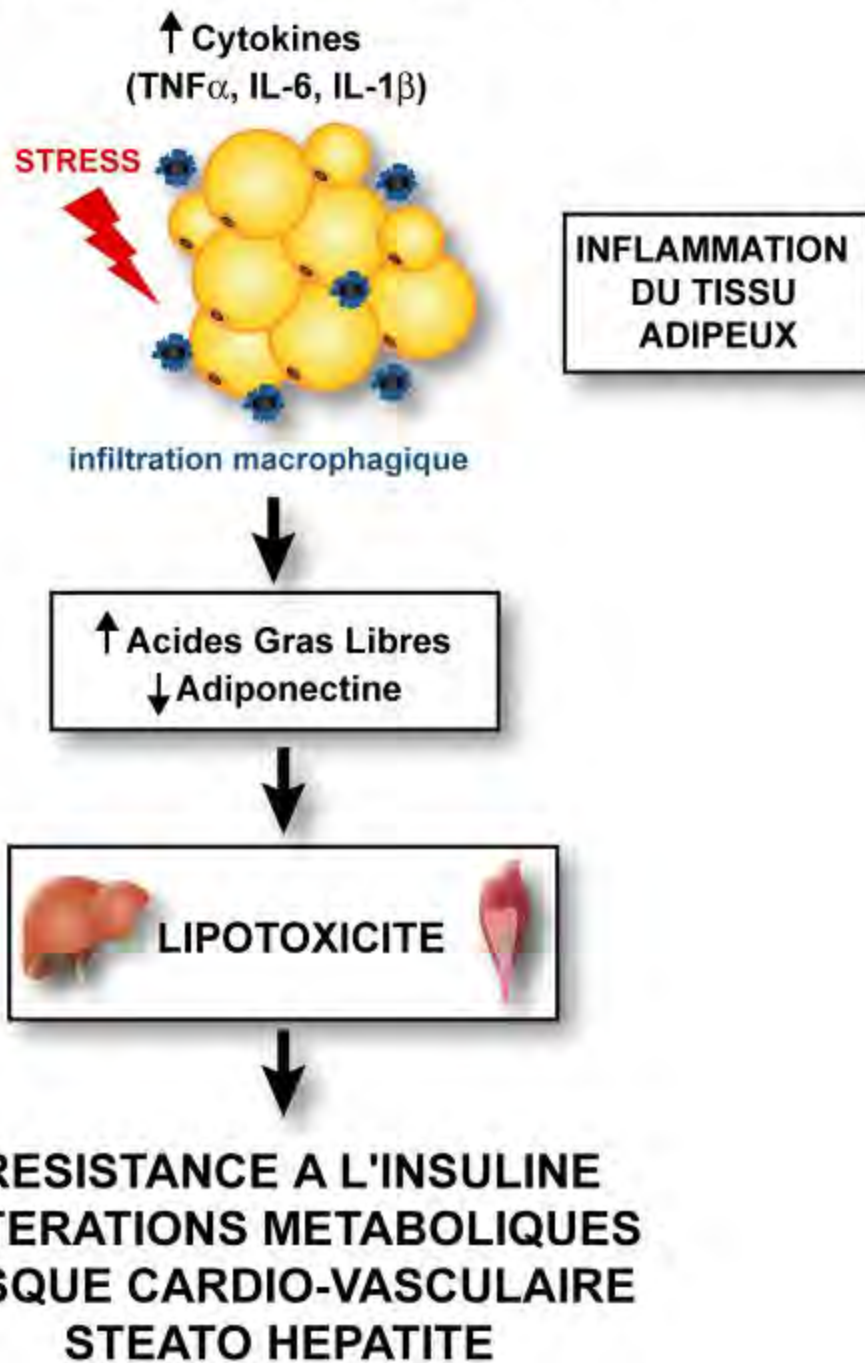 ↑ Cytokines
(TNFα, IL-6, IL-1β)
STRESS
INFLAMMATION
DU TISSU
ADIPEUX
infiltration macrophagique
↑ Acides Gras Libres
↓ Adiponectine
LIPOTOXICITE
RESISTANCE A L'INSULINE
TERATIONS METABOLIQUES
SQUE CARDIO-VASCULAIRE
STEATO HEPATITE